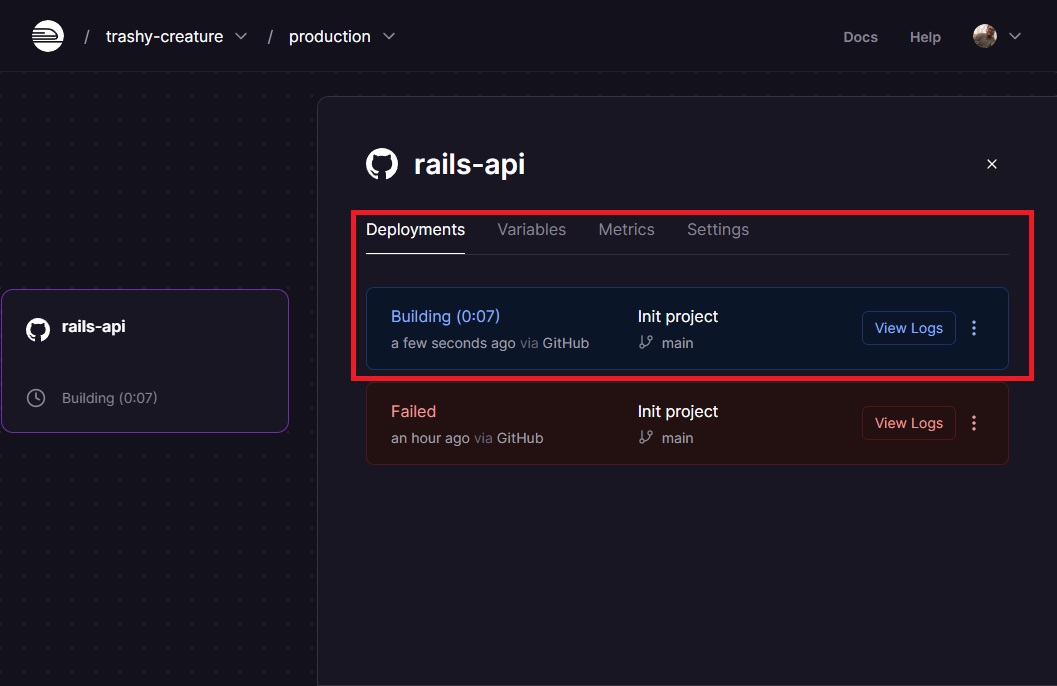 / trashy-creature / production Docs Help
rails-api
Deployments Variables Metrics Settings
Building (0:07) Init project View Logs
a few seconds ago via GitHub main
rails-api
Building (0:07)
Failed Init project View Logs
an hour ago via GitHub main